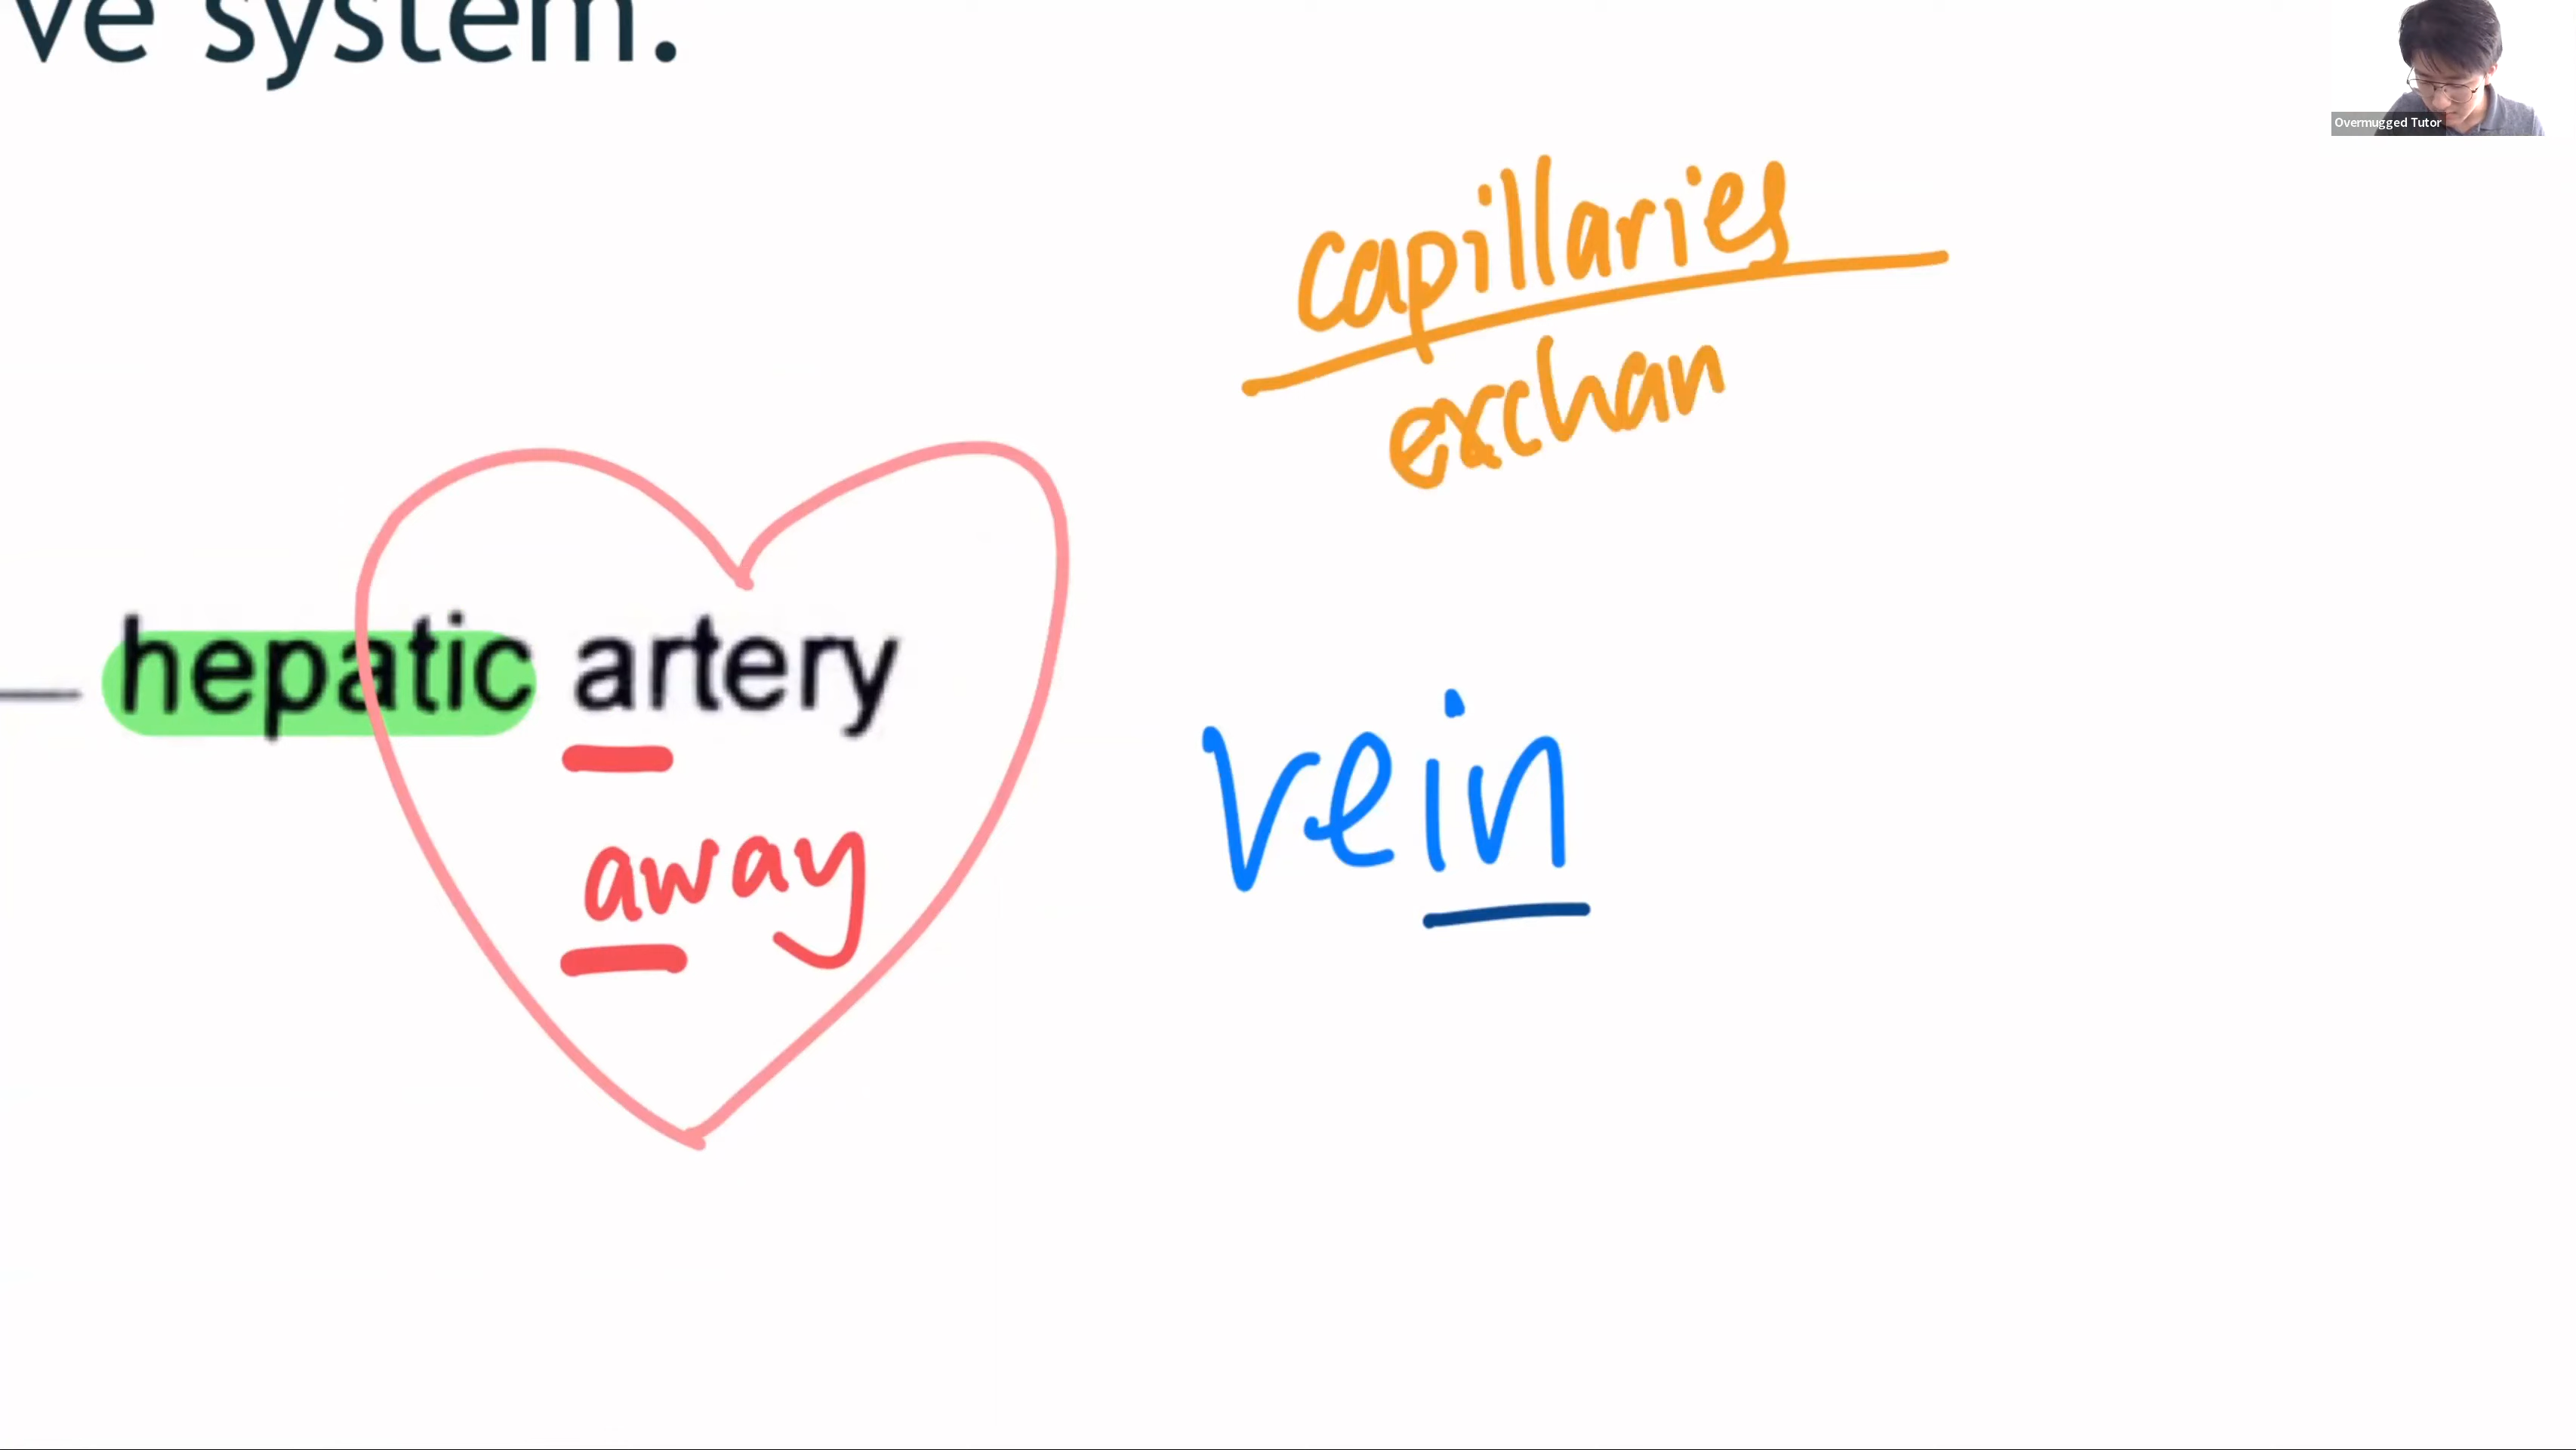 ve system.
Overmugged Tutor
capillaries
exchan
hepatic artery
away
vein